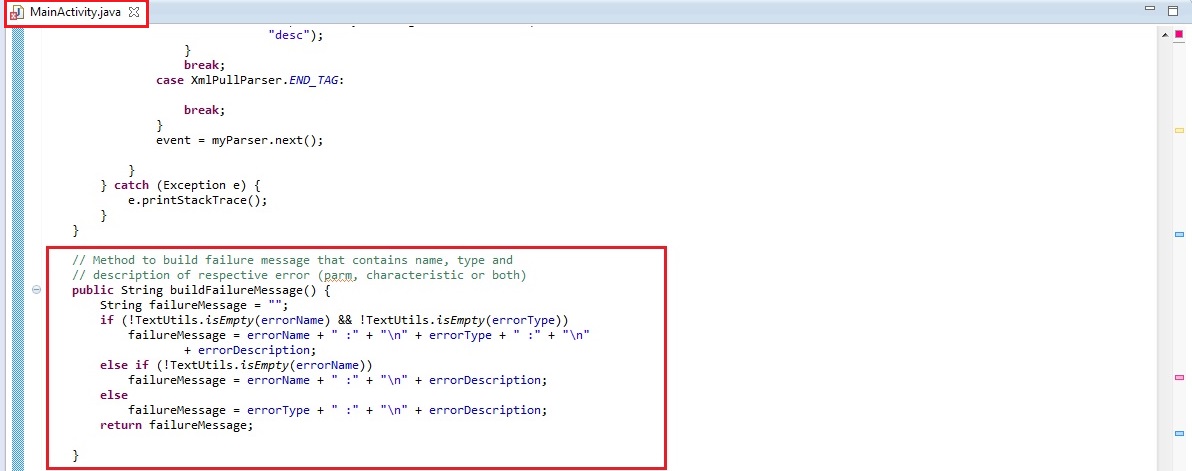 MainActivity.java
"desc");
}
break;
case XmlPullParser.END_TAG:
break;
}
event = myParser.next();
}
} catch (Exception e) {
e.printStackTrace();
}
}
// Method to build failure message that contains name, type and
// description of respective error (parm, characteristic or both)
public String buildFailureMessage() {
String failureMessage = "";
if (!TextUtils.isEmpty(errorName) && !TextUtils.isEmpty(errorType))
failureMessage = errorName + " :" + "\n" + errorType + " :" + "\n"
+ errorDescription;
else if (!TextUtils.isEmpty(errorName))
failureMessage = errorName + " :" + "\n" + errorDescription;
else
failureMessage = errorType + " :" + "\n" + errorDescription;
return failureMessage;
}